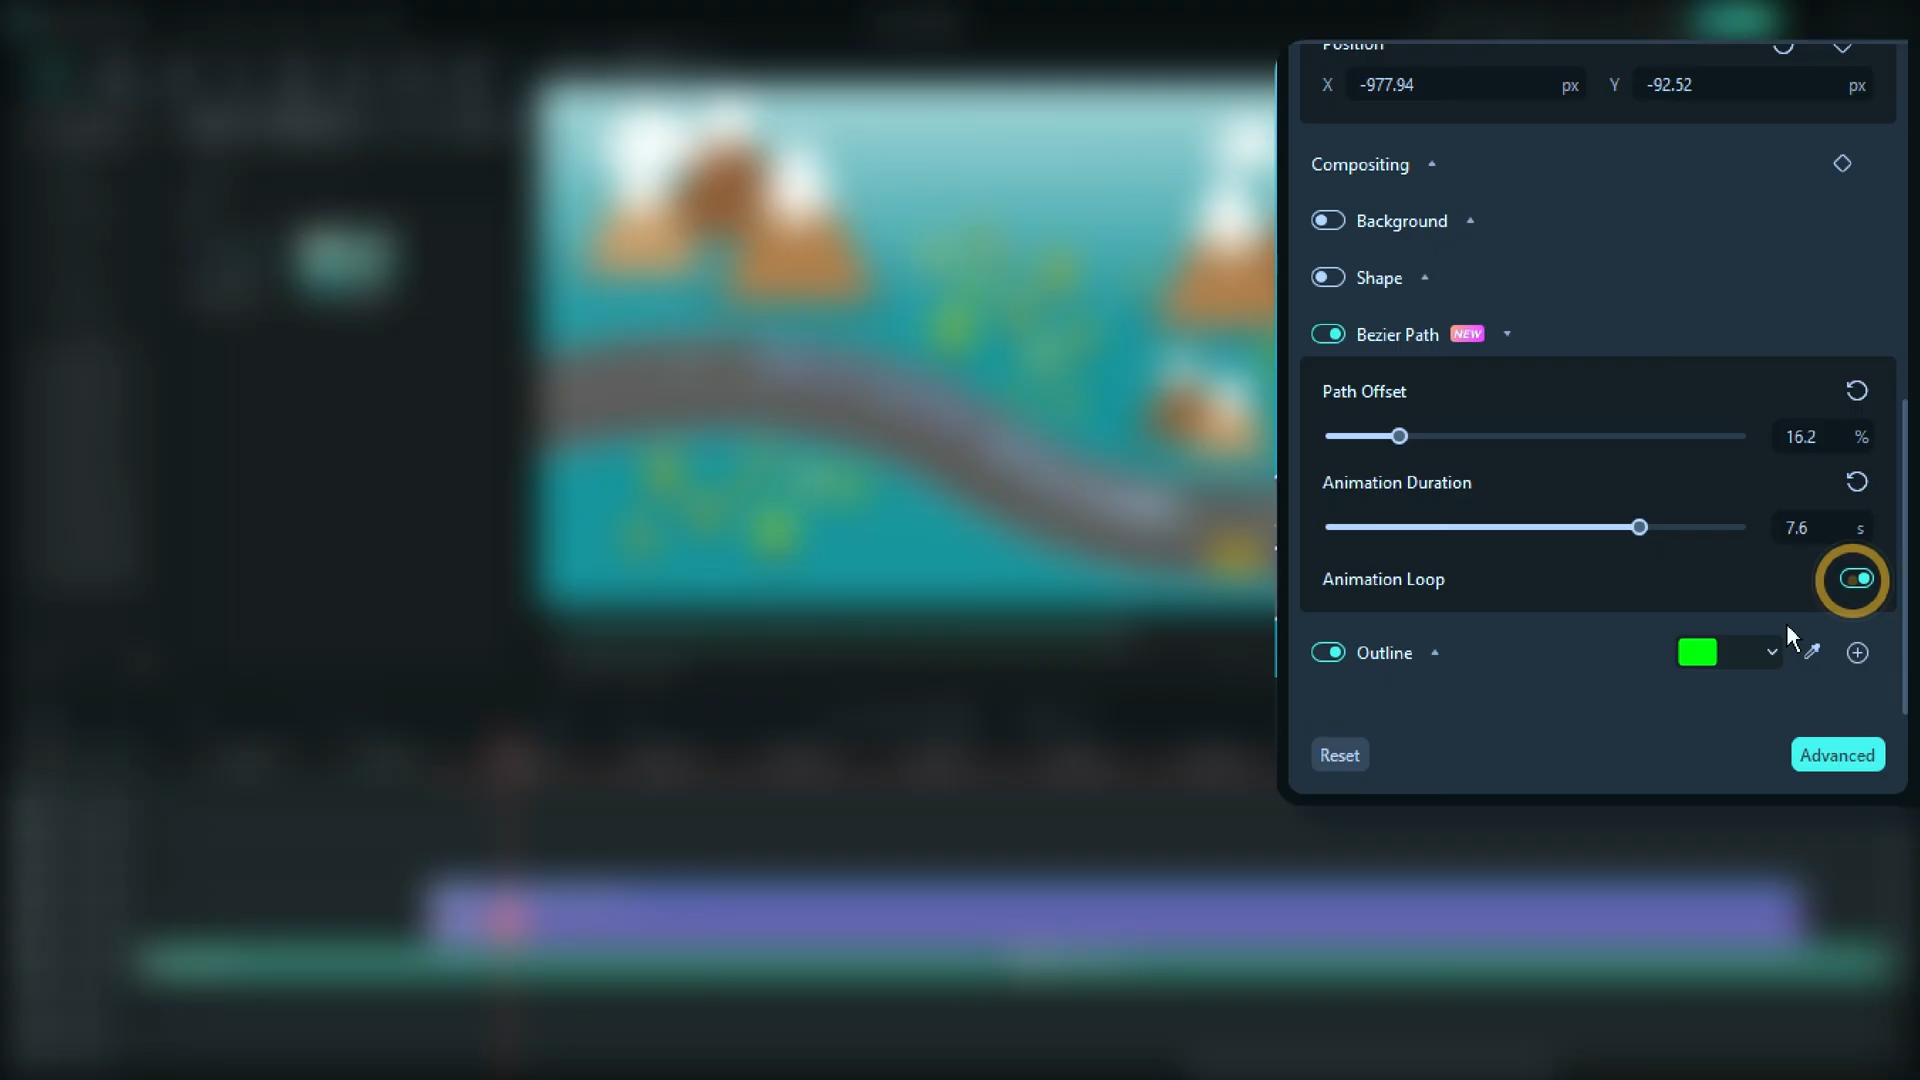 Position
X -977.94 px Y -92.52 px
Compositing
Background
Shape
Bezier Path NEW
Path Offset
16.2 %
Animation Duration
7.6 s
Animation Loop
Outline
Reset Advanced